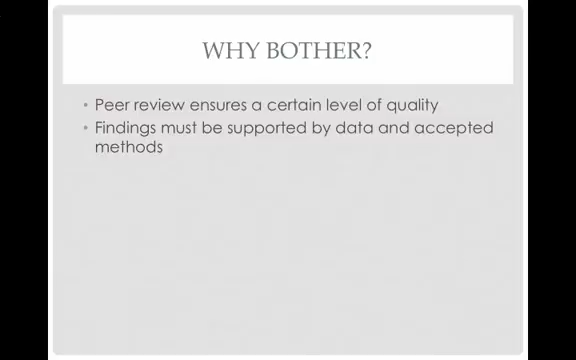 WHY BOTHER?
• Peer review ensures a certain level of quality
• Findings must be supported by data and accepted
methods